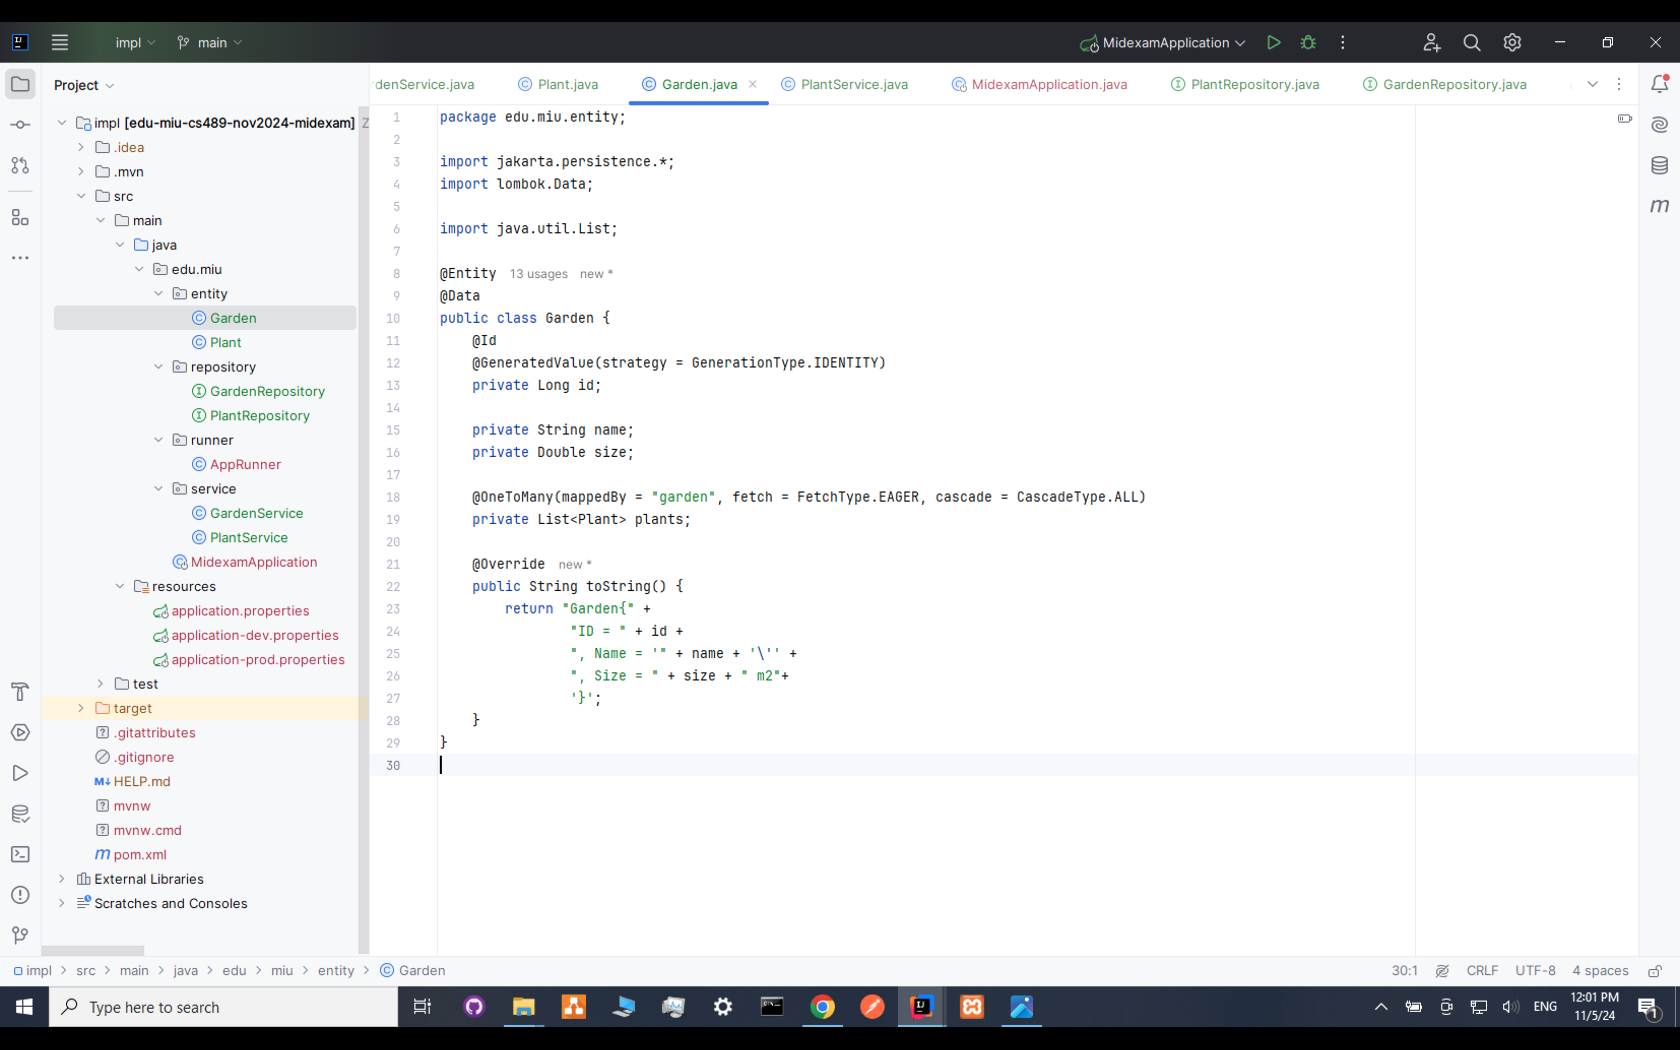 impl
main
MidexamApplication
Project
rdenService.java
Plant.java
Garden.java
PlantService.java
MidexamApplication.java
PlantRepository.java
GardenRepository.java
impl [edu-miu-cs489-nov2024-midexam] Z
.idea
.mvn
src
main
java
edu.miu
entity
Garden
Plant
repository
GardenRepository
PlantRepository
runner
AppRunner
service
GardenService
PlantService
MidexamApplication
resources
application.properties
application-dev.properties
application-prod.properties
test
target
.gitattributes
.gitignore
M↓ HELP.md
mvnw
mvnw.cmd
m pom.xml
External Libraries
Scratches and Consoles
1 package edu.miu.entity;
2
3 import jakarta.persistence.*;
4 import lombok.Data;
5
6 import java.util.List;
7
8 @Entity 13 usages new *
9 @Data
10 public class Garden {
11 @Id
12 @GeneratedValue(strategy = GenerationType.IDENTITY)
13 private Long id;
14
15 private String name;
16 private Double size;
17
18 @OneToMany(mappedBy = "garden", fetch = FetchType.EAGER, cascade = CascadeType.ALL)
19 private List<Plant> plants;
20
21 @Override new *
22 public String toString() {
23 return "Garden{" +
24 "ID = " + id +
25 ", Name = '" + name + '\'' +
26 ", Size = " + size + " m2"+
27 '}';
28 }
29 }
30
m
impl > src > main > java > edu > miu > entity > Garden
30:1
CRLF
UTF-8
4 spaces
Type here to search
ENG
12:01 PM
11/5/24
1